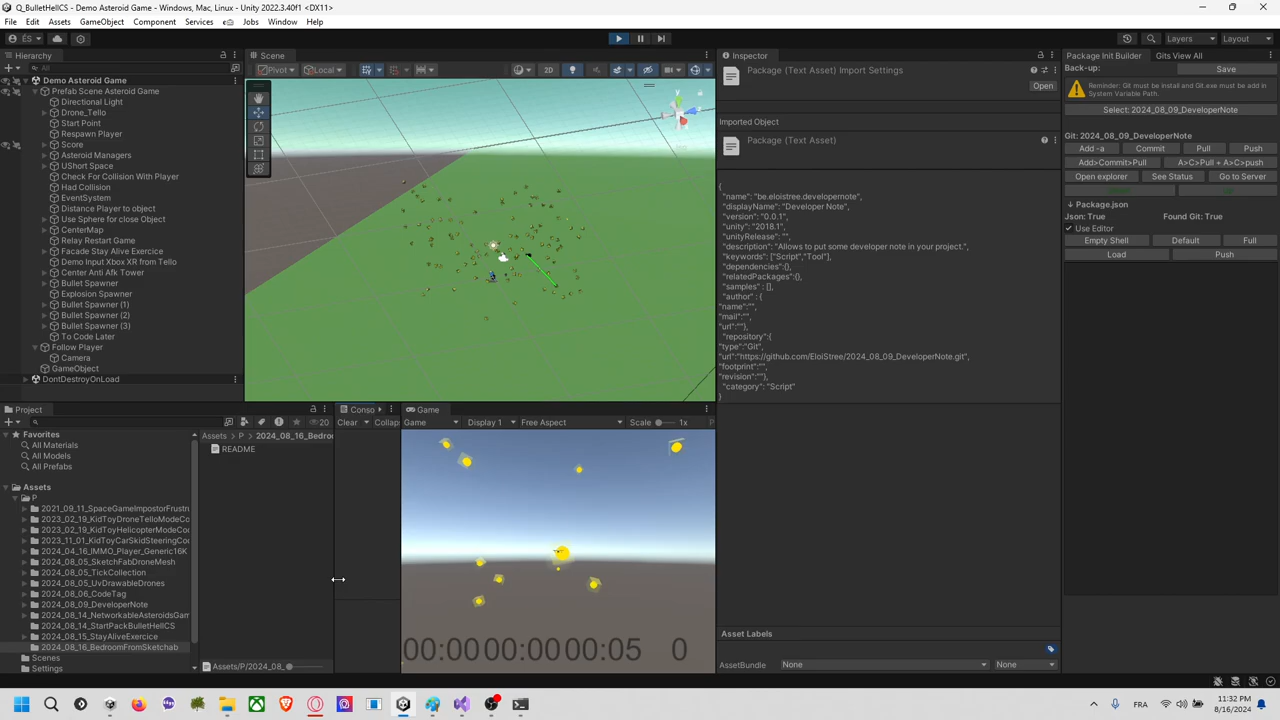 Q_BulletHellCS - Demo Asteroid Game - Windows, Mac, Linux - Unity 2022.3.40f1 <DX11>
File Edit Assets GameObject Component Services Jobs Window Help
ÉS
Layers Layout
Hierarchy
All
Demo Asteroid Game
Prefab Scene Asteroid Game
Directional Light
Drone_Tello
Start Point
Respawn Player
Score
Asteroid Managers
UShort Space
Check For Collision With Player
Had Collision
EventSystem
Distance Player to object
Use Sphere for close Object
CenterMap
Relay Restart Game
Facade Stay Alive Exercice
Demo Input Xbox XR from Tello
Center Anti Afk Tower
Bullet Spawner
Explosion Spawner
Bullet Spawner (1)
Bullet Spawner (2)
Bullet Spawner (3)
To Code Later
Follow Player
Camera
GameObject
DontDestroyOnLoad
Scene
Pivot Local
2D
y
Inspector
Package (Text Asset) Import Settings
Open
Imported Object
Package (Text Asset)
{
"name": "be.eloistree.developernote",
"displayName": "Developer Note",
"version": "0.0.1",
"unity": "2018.1",
"unityRelease": "",
"description": "Allows to put some developer note in your project.",
"keywords": ["Script","Tool"],
"dependencies":{},
"relatedPackages":{},
"samples" : [],
"author" : {
"name":"",
"mail":"",
"url":""},
"repository":{
"type":"Git",
"url":"https://github.com/EloiStree/2024_08_09_DeveloperNote.git",
"footprint":"",
"revision":""},
"category": "Script"
}
Asset Labels
AssetBundle None None
Package Init Builder Gits View All
Back-up: Save
Reminder: Git must be install and Git.exe must be add in
System Variable Path.
Select: 2024_08_09_DeveloperNote
Git: 2024_08_09_DeveloperNote
Add -a Commit Pull Push
Add>Commit>Pull A>C>Pull + A>C>push
Open explorer See Status Go to Server
Package.json
Json: True Found Git: True
Use Editor
Empty Shell Default Full
Load Push
Project
20
Favorites
All Materials
All Models
All Prefabs
Assets
P
2021_09_11_SpaceGameImpostorFrustru
2023_02_19_KidToyDroneTelloModeCo
2023_02_19_KidToyHelicopterModeCo
2023_11_01_KidToyCarSkidSteeringCo
2024_04_16_IMMO_Player_Generic16K
2024_08_05_SketchFabDroneMesh
2024_08_05_TickCollection
2024_08_05_UvDrawableDrones
2024_08_06_CodeTag
2024_08_09_DeveloperNote
2024_08_14_NetworkableAsteroidsGam
2024_08_14_StartPackBulletHellCS
2024_08_15_StayAliveExercice
2024_08_16_BedroomFromSketchab
Scenes
Settings
Assets P 2024_08_16_Bedroo
README
Assets/P/2024_08_
Conso
Clear Collaps
Game
Game Display 1 Free Aspect Scale 1x
00:00:00:00:05 0
FRA
11:32 PM
8/16/2024